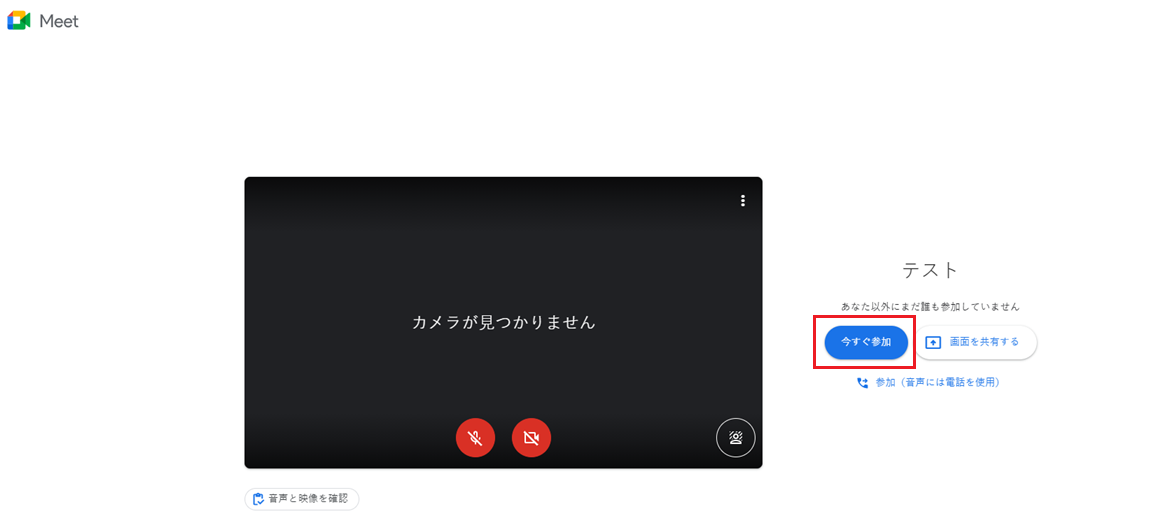 Meet
カメラが見つかりません
テスト
あなた以外にまだ誰も参加していません
今すぐ参加
画面を共有する
参加（音声には電話を使用）
音声と映像を確認